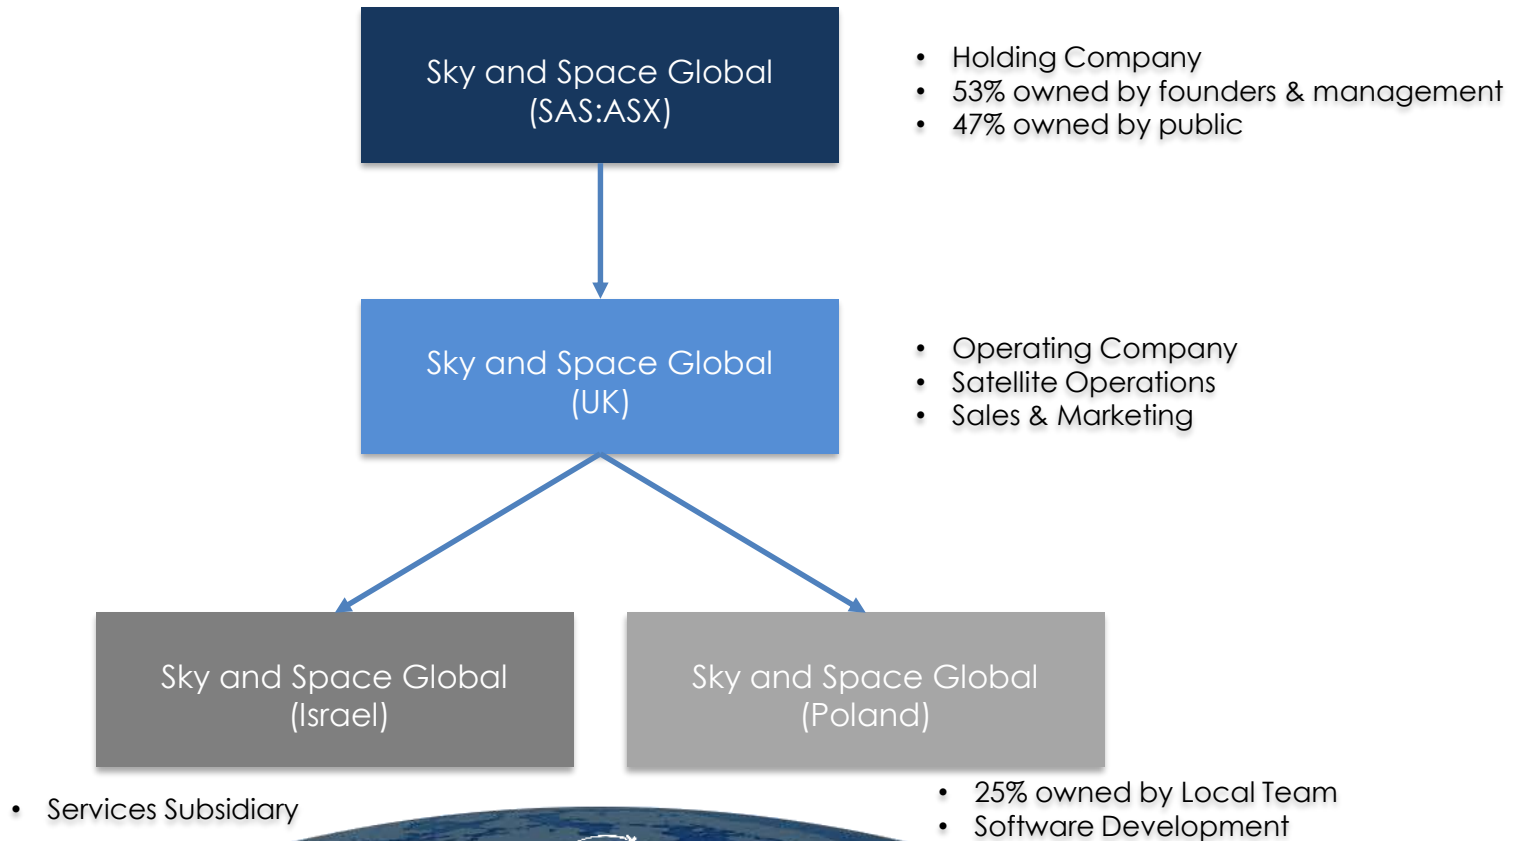 Sky and Space Global
(SAS:ASX)
• Holding Company
• 53% owned by founders & management
• 47% owned by public
Sky and Space Global
(UK)
• Operating Company
• Satellite Operations
• Sales & Marketing
Sky and Space Global
(Israel)
Sky and Space Global
(Poland)
• Services Subsidiary
• 25% owned by Local Team
• Software Development